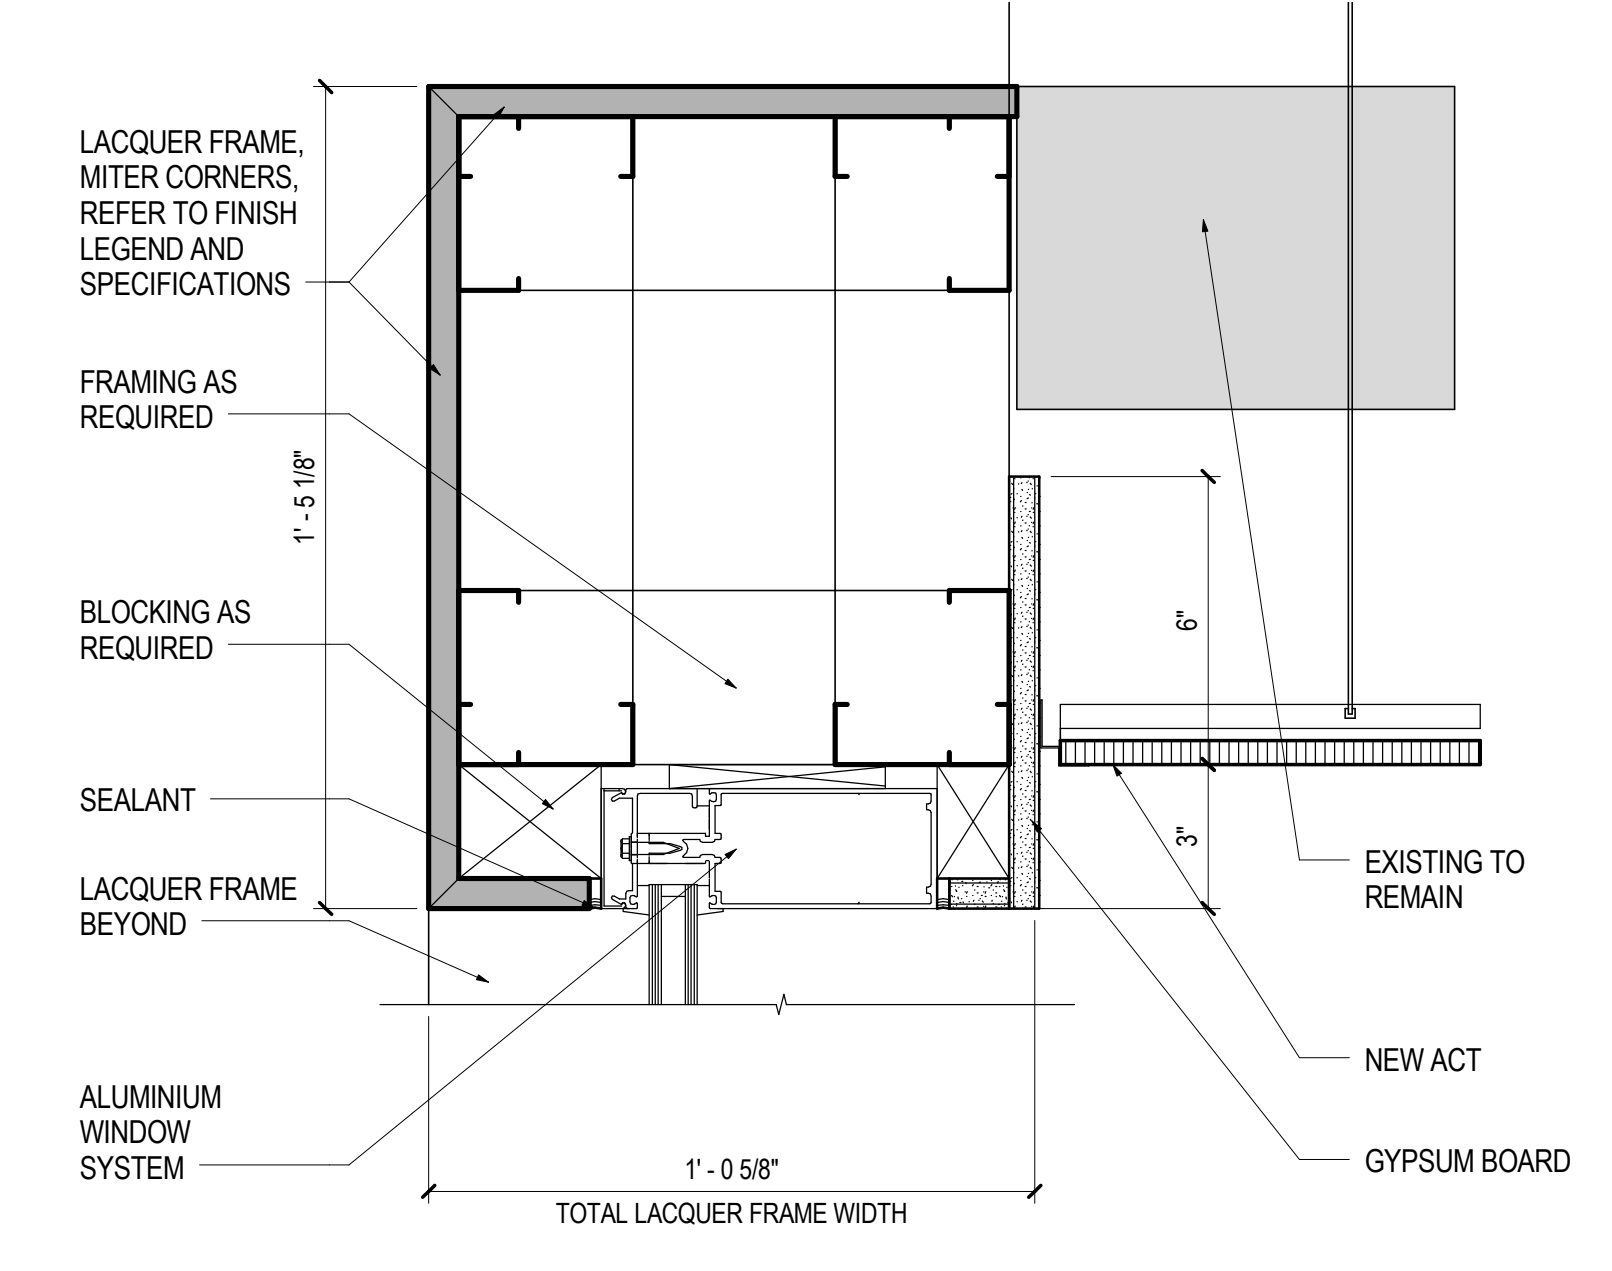 LACQUER FRAME,
MITER CORNERS,
REFER TO FINISH
LEGEND AND
SPECIFICATIONS
FRAMING AS
REQUIRED
1' - 5 1/8"
BLOCKING AS
REQUIRED
6"
SEALANT
3"
LACQUER FRAME
BEYOND
EXISTING TO
REMAIN
NEW ACT
ALUMINIUM
WINDOW
SYSTEM
GYPSUM BOARD
1' - 0 5/8"
TOTAL LACQUER FRAME WIDTH